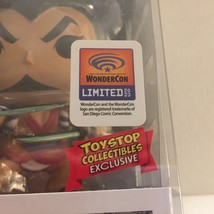 WONDERCON
LIMITED
WonderCon and the WonderCon
logo are registered trademarks of
San Diego Comic Convention.
TOYSTOP
COLLECTIBLES
EXCLUSIVE